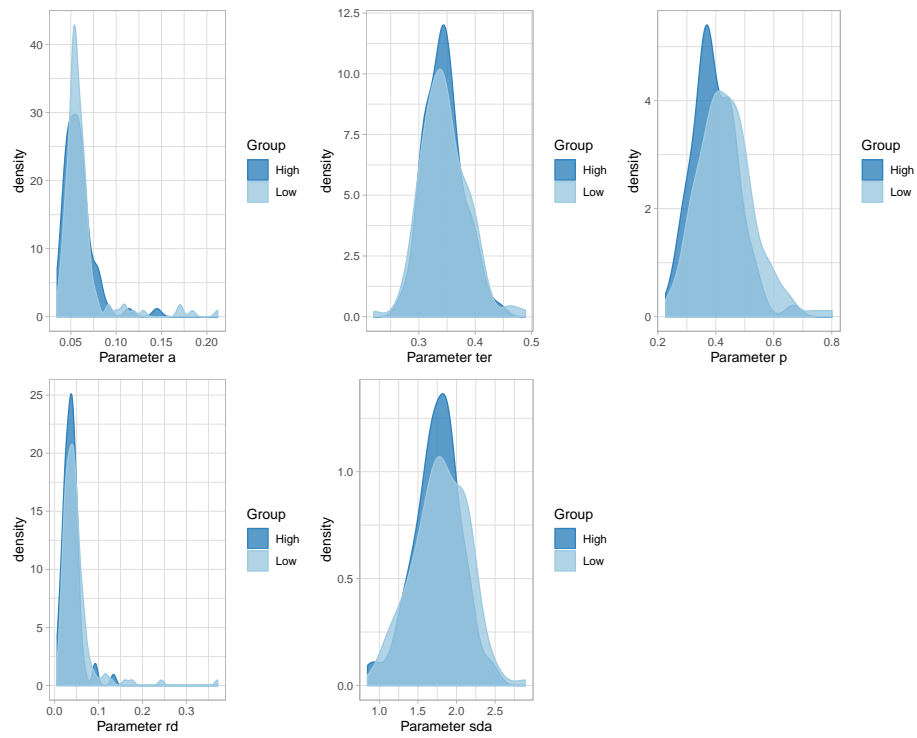 density
40
30
20
10
0
0.05 0.10 0.15 0.20
Parameter a
Group
High
Low
density
12.5
10.0
7.5
5.0
2.5
0.0
0.3 0.4 0.5
Parameter ter
Group
High
Low
density
4
2
0
0.2 0.4 0.6 0.8
Parameter p
Group
High
Low
density
25
20
15
10
5
0
0.0 0.1 0.2 0.3
Parameter rd
Group
High
Low
density
1.0
0.5
0.0
1.0 1.5 2.0 2.5
Parameter sda
Group
High
Low